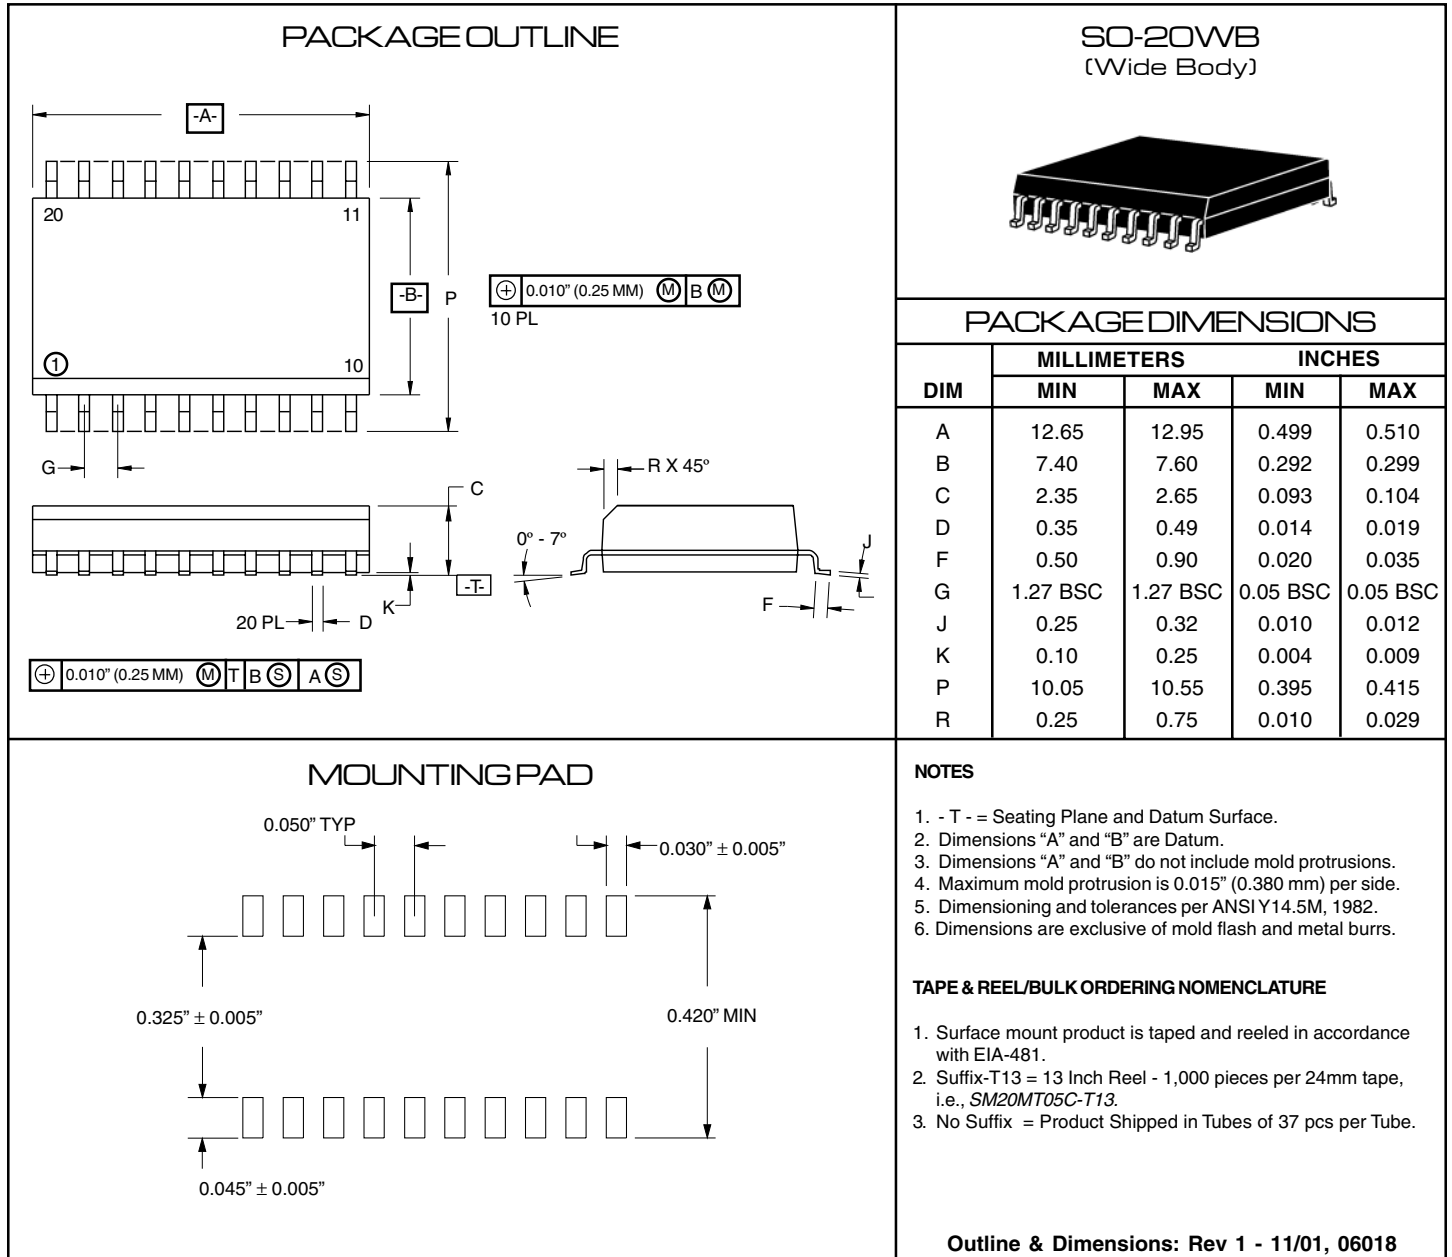 PACKAGE OUTLINE
-A-
20 11
-B- P
0.010” (0.25 MM) M B M
10 PL
1 10
G
C
R X 45º
0º - 7º
J
-T-
K
F
20 PL D
0.010” (0.25 MM) M T B S A S
SO-20WB
(Wide Body)
PACKAGE DIMENSIONS
MILLIMETERS INCHES
DIM MIN MAX MIN MAX
A 12.65 12.95 0.499 0.510
B 7.40 7.60 0.292 0.299
C 2.35 2.65 0.093 0.104
D 0.35 0.49 0.014 0.019
F 0.50 0.90 0.020 0.035
G 1.27 BSC 1.27 BSC 0.05 BSC 0.05 BSC
J 0.25 0.32 0.010 0.012
K 0.10 0.25 0.004 0.009
P 10.05 10.55 0.395 0.415
R 0.25 0.75 0.010 0.029
MOUNTING PAD
0.050” TYP
0.030” ± 0.005”
0.325” ± 0.005”
0.420” MIN
0.045” ± 0.005”
NOTES
1. - T - = Seating Plane and Datum Surface.
2. Dimensions “A” and “B” are Datum.
3. Dimensions “A” and “B” do not include mold protrusions.
4. Maximum mold protrusion is 0.015” (0.380 mm) per side.
5. Dimensioning and tolerances per ANSI Y14.5M, 1982.
6. Dimensions are exclusive of mold flash and metal burrs.
TAPE & REEL/BULK ORDERING NOMENCLATURE
1. Surface mount product is taped and reeled in accordance
with EIA-481.
2. Suffix-T13 = 13 Inch Reel - 1,000 pieces per 24mm tape,
i.e., SM20MT05C-T13.
3. No Suffix = Product Shipped in Tubes of 37 pcs per Tube.
Outline & Dimensions: Rev 1 - 11/01, 06018